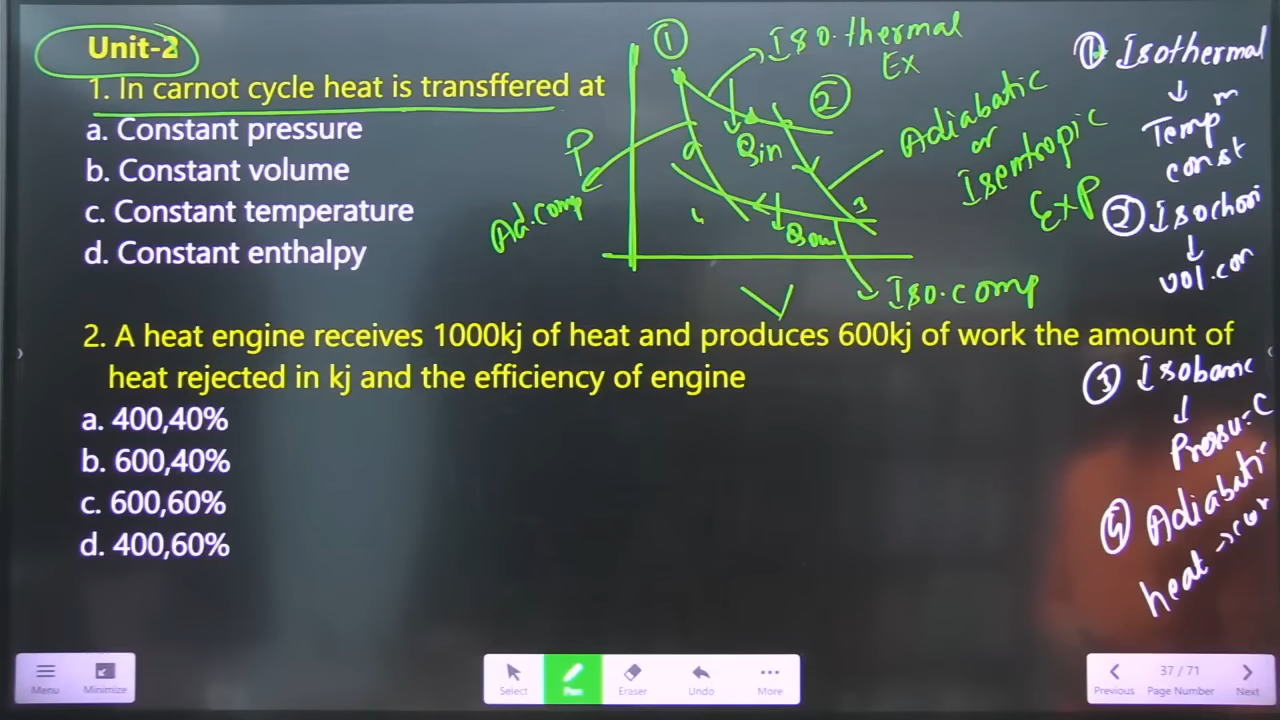 Unit-2
1. In carnot cycle heat is transffered at
a. Constant pressure
b. Constant volume
c. Constant temperature
d. Constant enthalpy
2. A heat engine receives 1000kj of heat and produces 600kj of work the amount of
heat rejected in kj and the efficiency of engine
a. 400,40%
b. 600,40%
c. 600,60%
d. 400,60%
1
Iso.thermal
Ex
2
P
Qin
Adiabatic
or
Isentropic
Exp
Ad.comp
3
V
Iso.comp
1 Isothermal
Temp
const
2
vol.con
3 Isobaric
4 Adiabati
heat
Menu
Minimize
Select
Pen
Eraser
Undo
More
Previous
37 / 71
Page Number
Next